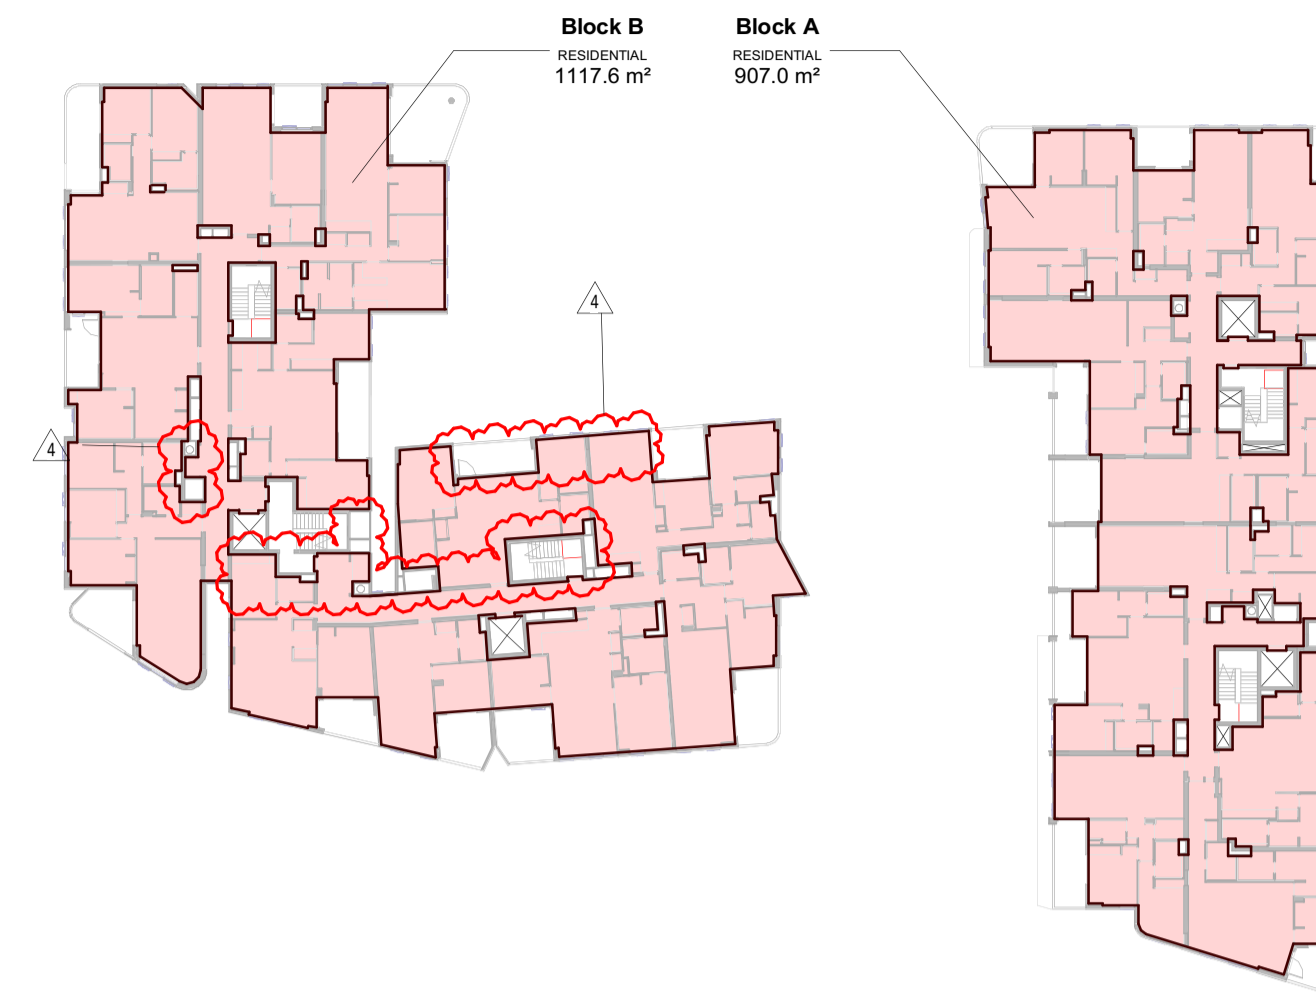 Block B
RESIDENTIAL
1117.6 m²
Block A
RESIDENTIAL
907.0 m²
4
4